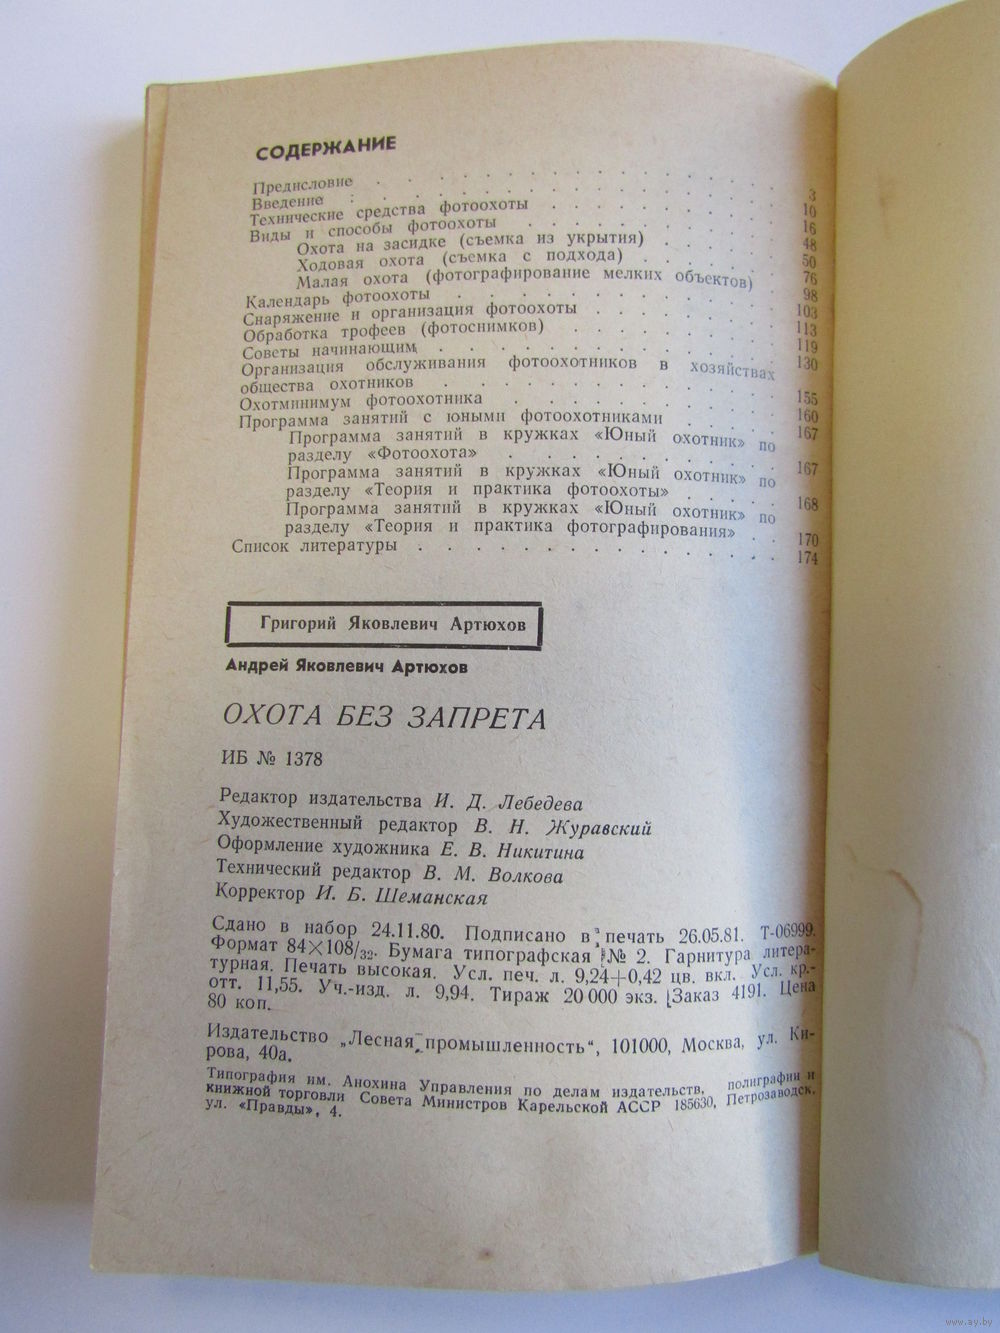 СОДЕРЖАНИЕ
Предисловие . . . . . . . . . . . . . 3
Введение . . . . . . . . . . . . . 10
Технические средства фотоохоты . . . . . . . . 16
Виды и способы фотоохоты . . . . . . . . . 48
Охота на засидке (съемка из укрытия) . . . . . 50
Ходовая охота (съемка с подхода) . . . . . . 76
Малая охота (фотографирование мелких объектов) 98
Календарь фотоохоты . . . . . . . . . . . 103
Снаряжение и организация фотоохоты . . . . . . 113
Обработка трофеев (фотоснимков) . . . . . . . 119
Советы начинающим . . . . . . . . . . . 130
Организация обслуживания фотоохотников в хозяйствах
общества охотников . . . . . . . . . . . 155
Охотминимум фотоохотника . . . . . . . . . 160
Программа занятий с юными фотоохотниками . . . . 167
Программа занятий в кружках «Юный охотник» по
разделу «Фотоохота» . . . . . . . . . . 167
Программа занятий в кружках «Юный охотник» по
разделу «Теория и практика фотоохоты» . . . . 168
Программа занятий в кружках «Юный охотник» по
разделу «Теория и практика фотографирования» . . 170
Список литературы . . . . . . . . . . . . 174
Григорий Яковлевич Артюхов
Андрей Яковлевич Артюхов
ОХОТА БЕЗ ЗАПРЕТА
ИБ № 1378
Редактор издательства И. Д. Лебедева
Художественный редактор В. Н. Журавский
Оформление художника Е. В. Никитина
Технический редактор В. М. Волкова
Корректор И. Б. Шеманская
Сдано в набор 24.11.80. Подписано в печать 26.05.81. Т-06999.
Формат 84×108/32. Бумага типографская № 2. Гарнитура литера-
турная. Печать высокая. Усл. печ. л. 9,24+0,42 цв. вкл. Усл. кр.-
отт. 11,55. Уч.-изд. л. 9,94. Тираж 20 000 экз. Заказ 4191. Цена
80 коп.
Издательство „Лесная промышленность“, 101000, Москва, ул. Ки-
рова, 40а.
Типография им. Анохина Управления по делам издательств, полиграфии и
книжной торговли Совета Министров Карельской АССР 185630, Петрозаводск,
ул. «Правды», 4.
www.ay.by